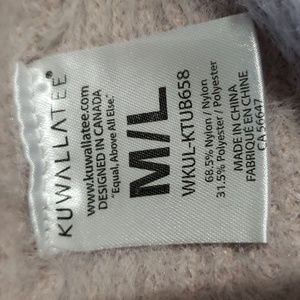 KUWALLATEE®
www.kuwallatee.com
DESIGNED IN CANADA
"Equal, Above All Else."
M/L
WKUL-KTUB658
68.5% Nylon / Nylon
31.5% Polyester / Polyester
MADE IN CHINA
FABRIQUÉ EN CHINE
CA 56647